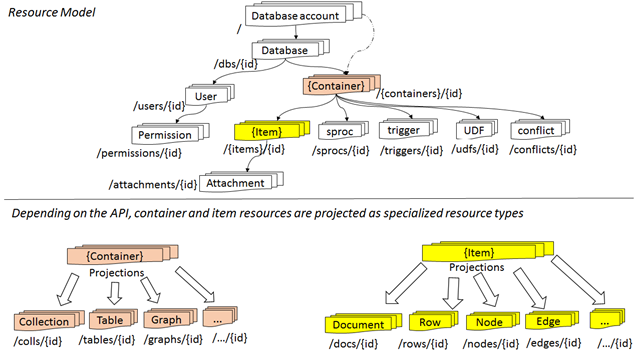 Resource Model
Database account
/
Database
/dbs/{id}
User
{Container}
/users/{id}
/{containers}/{id}
Permission
{Item}
sproc
trigger
UDF
conflict
/permissions/{id}
/{items}/{id}
/sprocs/{id}
/triggers/{id}
/udfs/{id}
/conflicts/{id}
/attachments/{id}
Attachment
Depending on the API, container and item resources are projected as specialized resource types
{Container}
Projections
Collection
Table
Graph
...
/colls/{id}
/tables/{id}
/graphs/{id}
/.../{id}
{Item}
Projections
Document
Row
Node
Edge
...
/docs/{id}
/rows/{id}
/nodes/{id}
/edges/{id}
/.../{id}